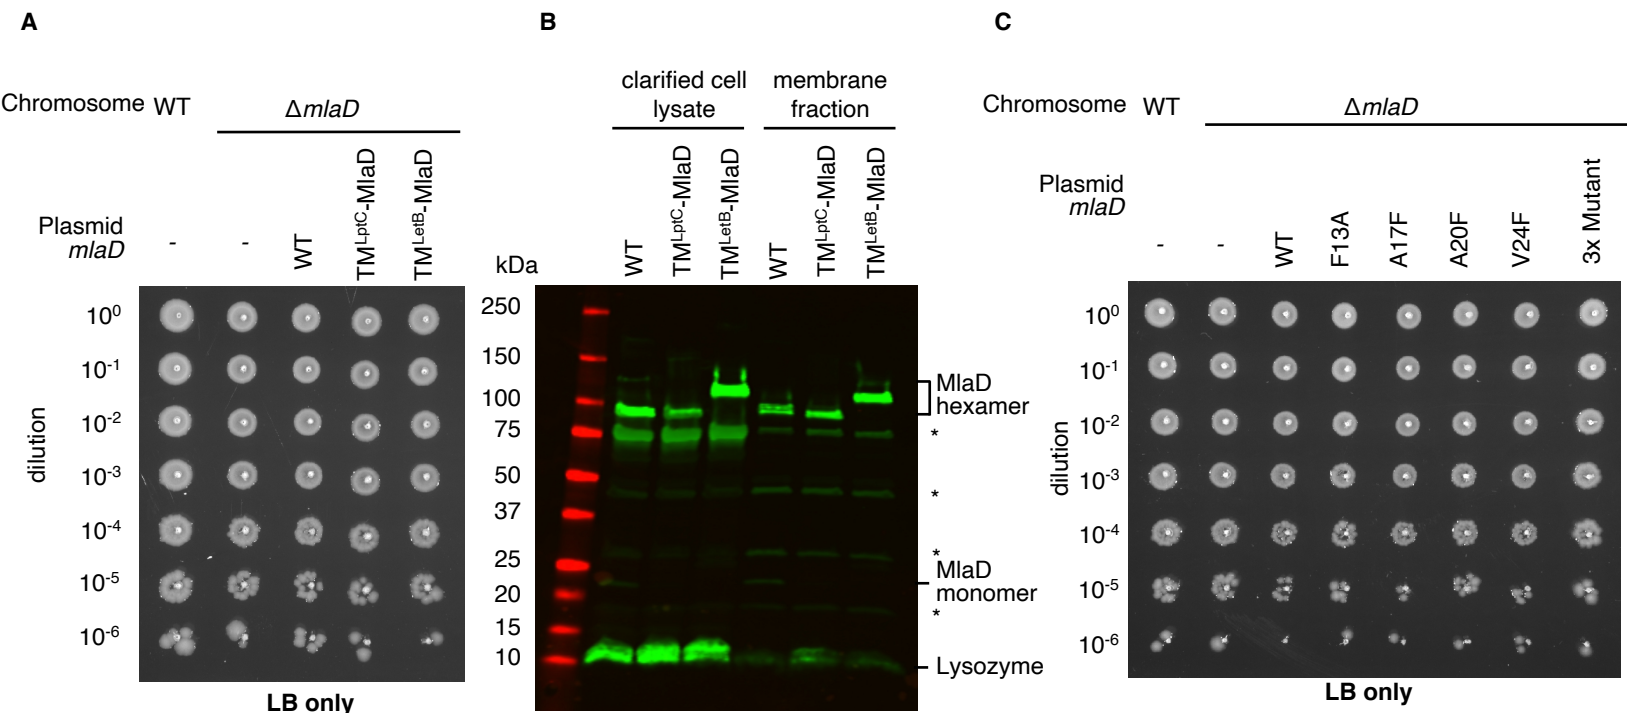 A
Chromosome WT ΔmlaD
Plasmid
mlaD
-
-
WT
TMLptC-MlaD
TMLetB-MlaD
dilution
10⁰
10-1
10-2
10-3
10-4
10-5
10-6
LB only
B
clarified cell
lysate
membrane
fraction
WT
TMLptC-MlaD
TMLetB-MlaD
WT
TMLptC-MlaD
TMLetB-MlaD
kDa
250
150
100
75
50
37
25
20
15
10
MlaD
hexamer
*
*
*
MlaD
monomer
*
Lysozyme
C
Chromosome WT ΔmlaD
Plasmid
mlaD
-
-
WT
F13A
A17F
A20F
V24F
3x Mutant
dilution
10⁰
10-1
10-2
10-3
10-4
10-5
10-6
LB only